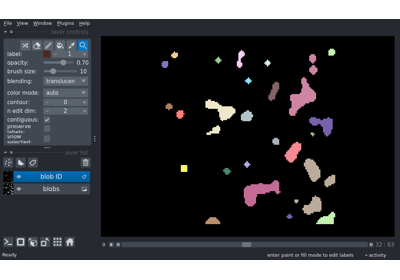 File View Window Plugins Help
layer controls
label: 1
opacity: 0.70
brush size: 10
blending: translucen
color mode: auto
contour: 0
n edit dim: 2
contiguous:
preserve
labels:
show
selected:
layer list
blob ID
blobs
0 32 63
Ready enter paint or fill mode to edit labels activity